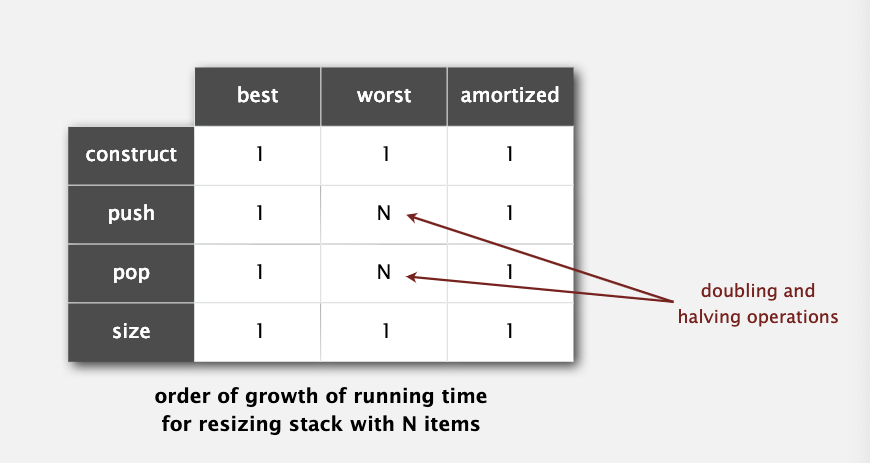 best worst amortized
construct 1 1 1
push 1 N 1
pop 1 N 1
size 1 1 1
doubling and
halving operations
order of growth of running time
for resizing stack with N items